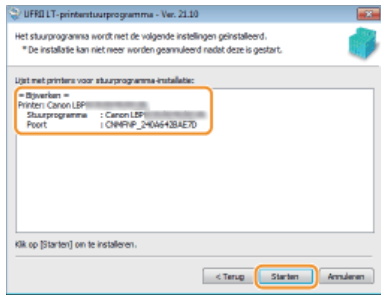 UFRII LT-printerstuurprogramma - Ver. 21.10
Het stuurprogramma wordt met de volgende instellingen geïnstalleerd.
* De installatie kan niet meer worden geannuleerd nadat deze is gestart.
Lijst met printers voor stuurprogramma-installatie:
= Bijwerken =
Printer: Canon LBP
Stuurprogramma : Canon LBP
Poort : CNMFNP_240A642BAE7D
Klik op [Starten] om te installeren.
< Terug Starten Annuleren